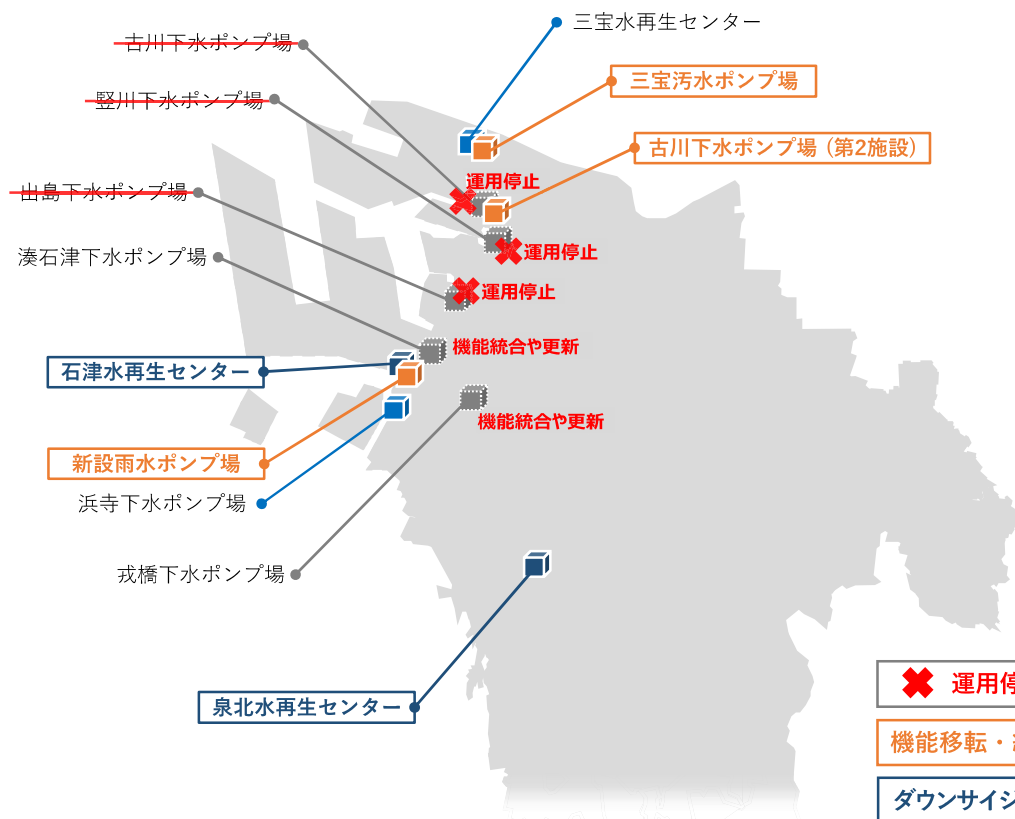 三宝水再生センター
古川下水ポンプ場
三宝汚水ポンプ場
竪川下水ポンプ場
古川下水ポンプ場（第2施設）
運用停止
出島下水ポンプ場
運用停止
湊石津下水ポンプ場
運用停止
機能統合や更新
石津水再生センター
機能統合や更新
新設雨水ポンプ場
浜寺下水ポンプ場
戎橋下水ポンプ場
泉北水再生センター
運用停
機能移転・
ダウンサイジ